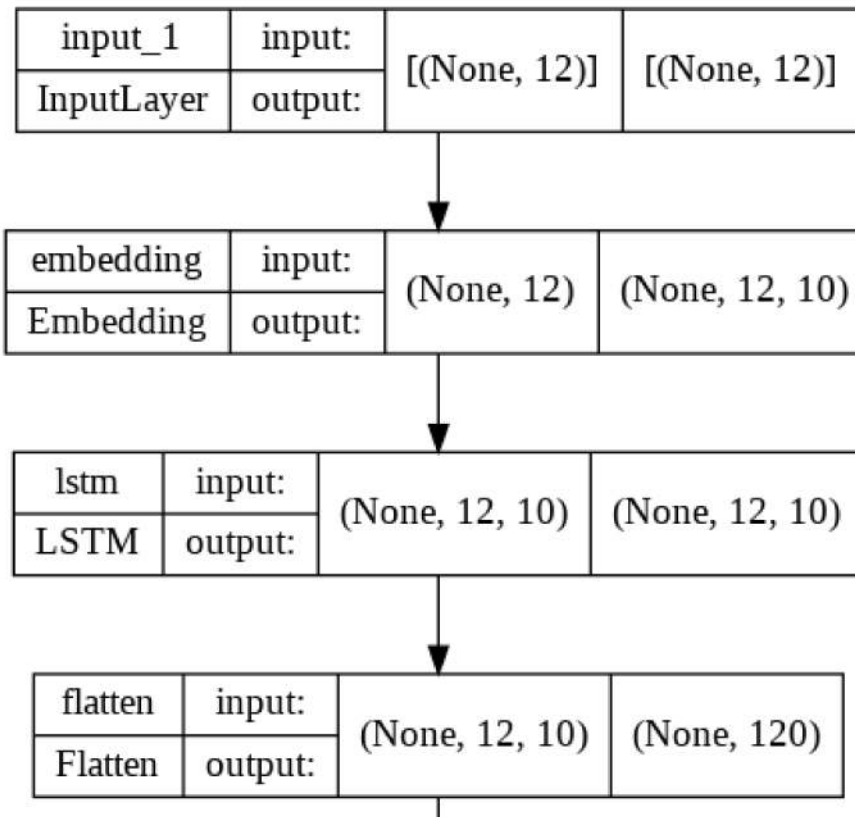 input_1 input: [(None, 12)] [(None, 12)]
InputLayer output:
embedding input: (None, 12) (None, 12, 10)
Embedding output:
lstm input: (None, 12, 10) (None, 12, 10)
LSTM output:
flatten input: (None, 12, 10) (None, 120)
Flatten output: